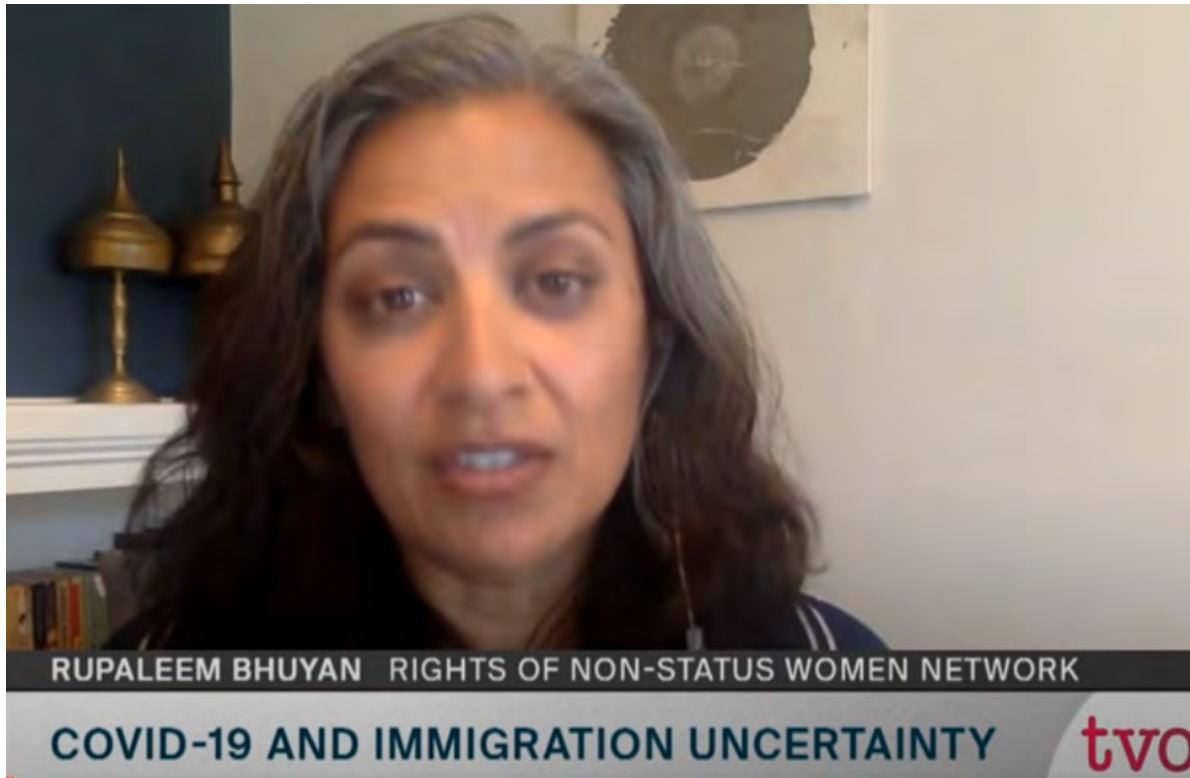 RUPALEEM BHUYAN RIGHTS OF NON-STATUS WOMEN NETWORK
COVID-19 AND IMMIGRATION UNCERTAINTY
tvo